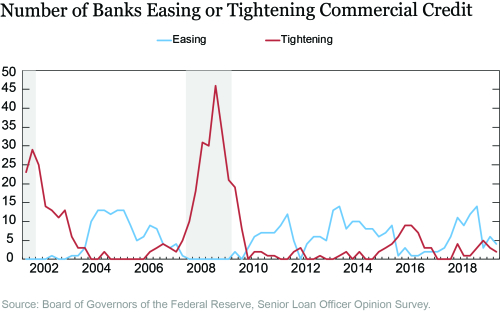 Number of Banks Easing or Tightening Commercial Credit
Easing Tightening
50
45
40
35
30
25
20
15
10
5
0
2002 2004 2006 2008 2010 2012 2014 2016 2018
Source: Board of Governors of the Federal Reserve, Senior Loan Officer Opinion Survey.